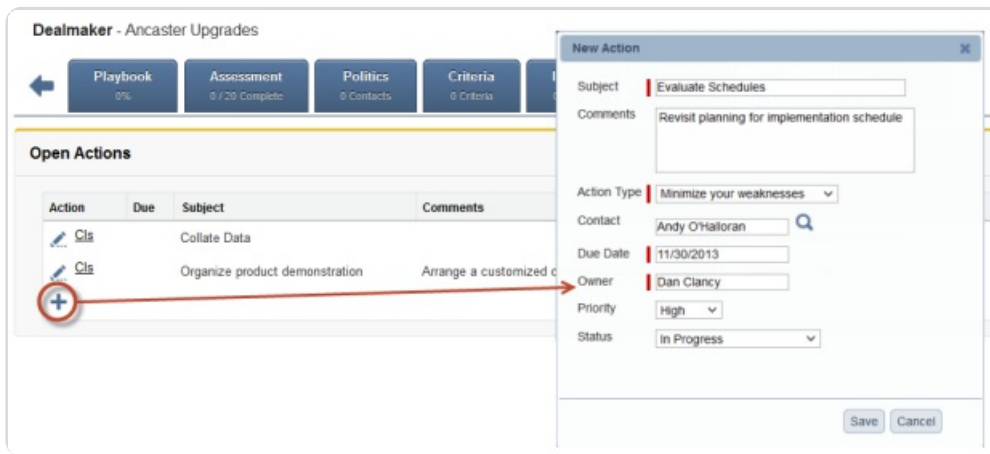 Dealmaker - Ancaster Upgrades
Playbook
0%
Assessment
0 / 20 Complete
Politics
0 Contacts
Criteria
0 Criteria
Open Actions
Action Due Subject Comments
Cls Collate Data
Cls Organize product demonstration Arrange a customized
New Action
Subject Evaluate Schedules
Comments Revisit planning for implementation schedule
Action Type Minimize your weaknesses
Contact Andy O'Halloran
Due Date 11/30/2013
Owner Dan Clancy
Priority High
Status In Progress
Save Cancel